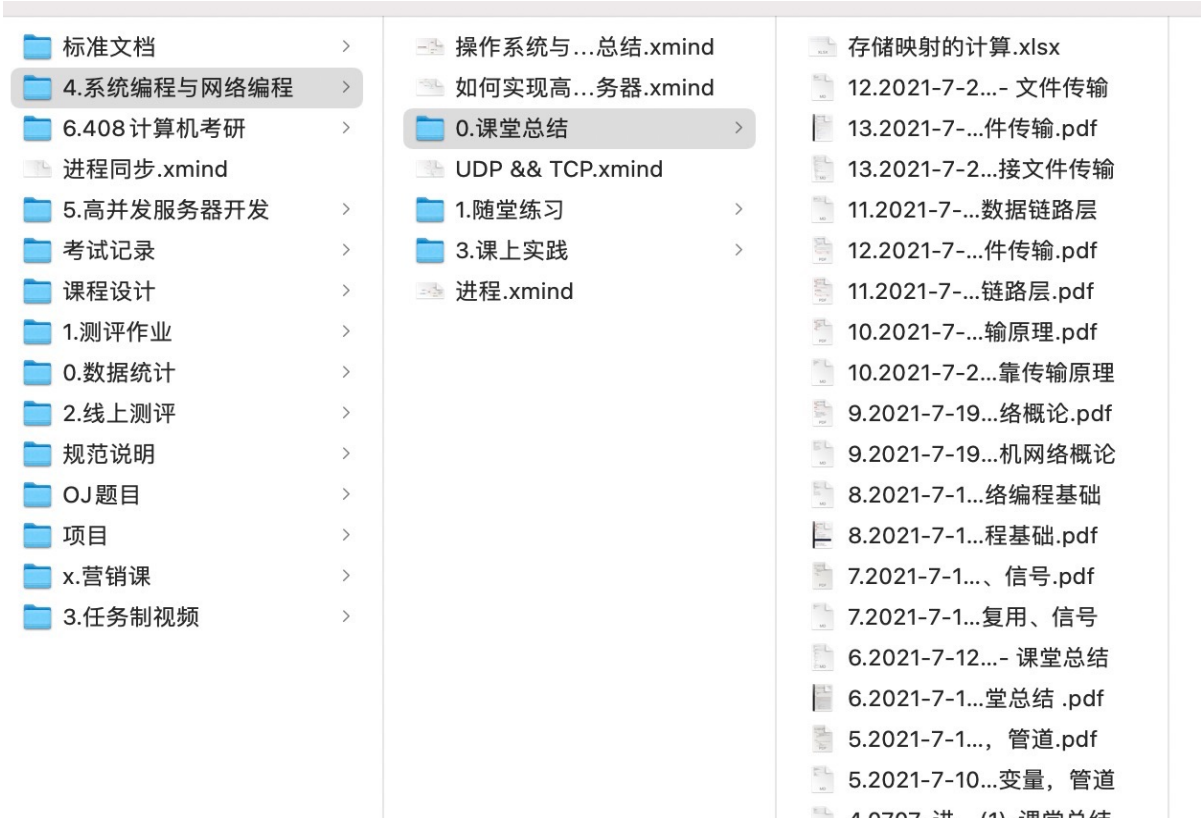 标准文档
4.系统编程与网络编程
6.408计算机考研
进程同步.xmind
5.高并发服务器开发
考试记录
课程设计
1.测评作业
0.数据统计
2.线上测评
规范说明
OJ题目
项目
x.营销课
3.任务制视频
操作系统与...总结.xmind
如何实现高...务器.xmind
0.课堂总结
UDP && TCP.xmind
1.随堂练习
3.课上实践
进程.xmind
存储映射的计算.xlsx
12.2021-7-2...- 文件传输
13.2021-7-...件传输.pdf
13.2021-7-2...接文件传输
11.2021-7-...数据链路层
12.2021-7-...件传输.pdf
11.2021-7-...链路层.pdf
10.2021-7-...输原理.pdf
10.2021-7-2...靠传输原理
9.2021-7-19...络概论.pdf
9.2021-7-19...机网络概论
8.2021-7-1...络编程基础
8.2021-7-1...程基础.pdf
7.2021-7-1...、信号.pdf
7.2021-7-1...复用、信号
6.2021-7-12...- 课堂总结
6.2021-7-1...堂总结 .pdf
5.2021-7-1...，管道.pdf
5.2021-7-10...变量，管道